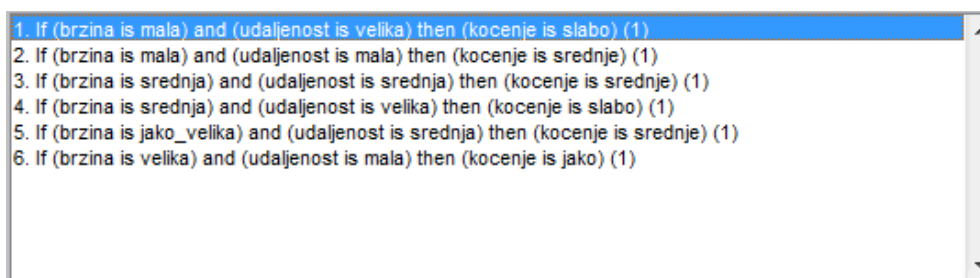 1. If (brzina is mala) and (udaljenost is velika) then (kocenje is slabo) (1)
2. If (brzina is mala) and (udaljenost is mala) then (kocenje is srednje) (1)
3. If (brzina is srednja) and (udaljenost is srednja) then (kocenje is srednje) (1)
4. If (brzina is srednja) and (udaljenost is velika) then (kocenje is slabo) (1)
5. If (brzina is jako_velika) and (udaljenost is srednja) then (kocenje is srednje) (1)
6. If (brzina is velika) and (udaljenost is mala) then (kocenje is jako) (1)